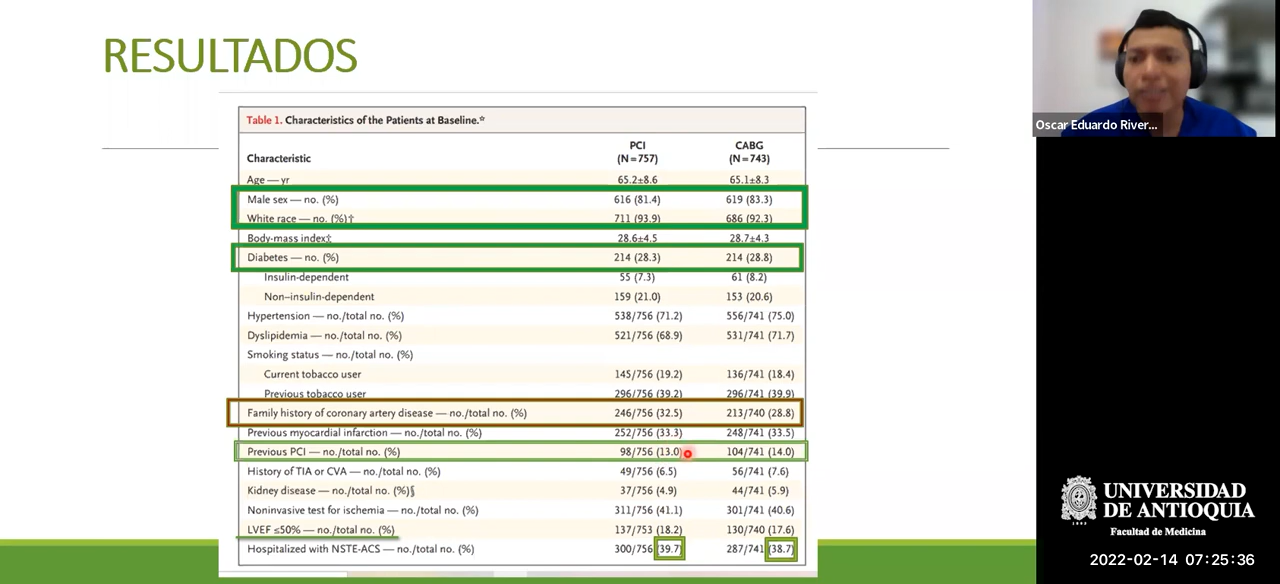 RESULTADOS
Table 1. Characteristics of the Patients at Baseline.*
Characteristic PCI (N=757) CABG (N=743)
Age — yr 65.2±8.6 65.1±8.3
Male sex — no. (%) 616 (81.4) 619 (83.3)
White race — no. (%)† 711 (93.9) 686 (92.3)
Body-mass index‡ 28.6±4.5 28.7±4.3
Diabetes — no. (%) 214 (28.3) 214 (28.8)
Insulin-dependent 55 (7.3) 61 (8.2)
Non–insulin-dependent 159 (21.0) 153 (20.6)
Hypertension — no./total no. (%) 538/756 (71.2) 556/741 (75.0)
Dyslipidemia — no./total no. (%) 521/756 (68.9) 531/741 (71.7)
Smoking status — no./total no. (%)
Current tobacco user 145/756 (19.2) 136/741 (18.4)
Previous tobacco user 296/756 (39.2) 296/741 (39.9)
Family history of coronary artery disease — no./total no. (%) 246/756 (32.5) 213/740 (28.8)
Previous myocardial infarction — no./total no. (%) 252/756 (33.3) 248/741 (33.5)
Previous PCI — no./total no. (%) 98/756 (13.0) 104/741 (14.0)
History of TIA or CVA — no./total no. (%) 49/756 (6.5) 56/741 (7.6)
Kidney disease — no./total no. (%)§ 37/756 (4.9) 44/741 (5.9)
Noninvasive test for ischemia — no./total no. (%) 311/756 (41.1) 301/741 (40.6)
LVEF ≤50% — no./total no. (%) 137/753 (18.2) 130/740 (17.6)
Hospitalized with NSTE-ACS — no./total no. (%) 300/756 (39.7) 287/741 (38.7)
Oscar Eduardo River...
1803
UNIVERSIDAD
DE ANTIOQUIA
Facultad de Medicina
2022-02-14 07:25:36